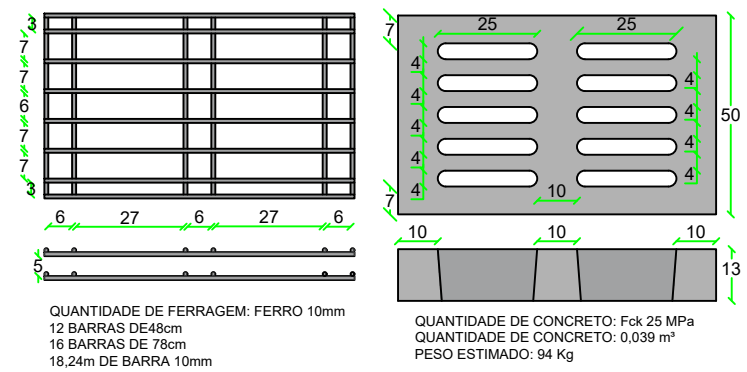 3
7
7
6
7
7
3
6 27 6 27 6
5
QUANTIDADE DE FERRAGEM: FERRO 10mm
12 BARRAS DE48cm
16 BARRAS DE 78cm
18,24m DE BARRA 10mm
7 25 25
4
4 4
4 4 50
4 4
4 4
7 10
10 10 10
13
QUANTIDADE DE CONCRETO: Fck 25 MPa
QUANTIDADE DE CONCRETO: 0,039 m³
PESO ESTIMADO: 94 Kg